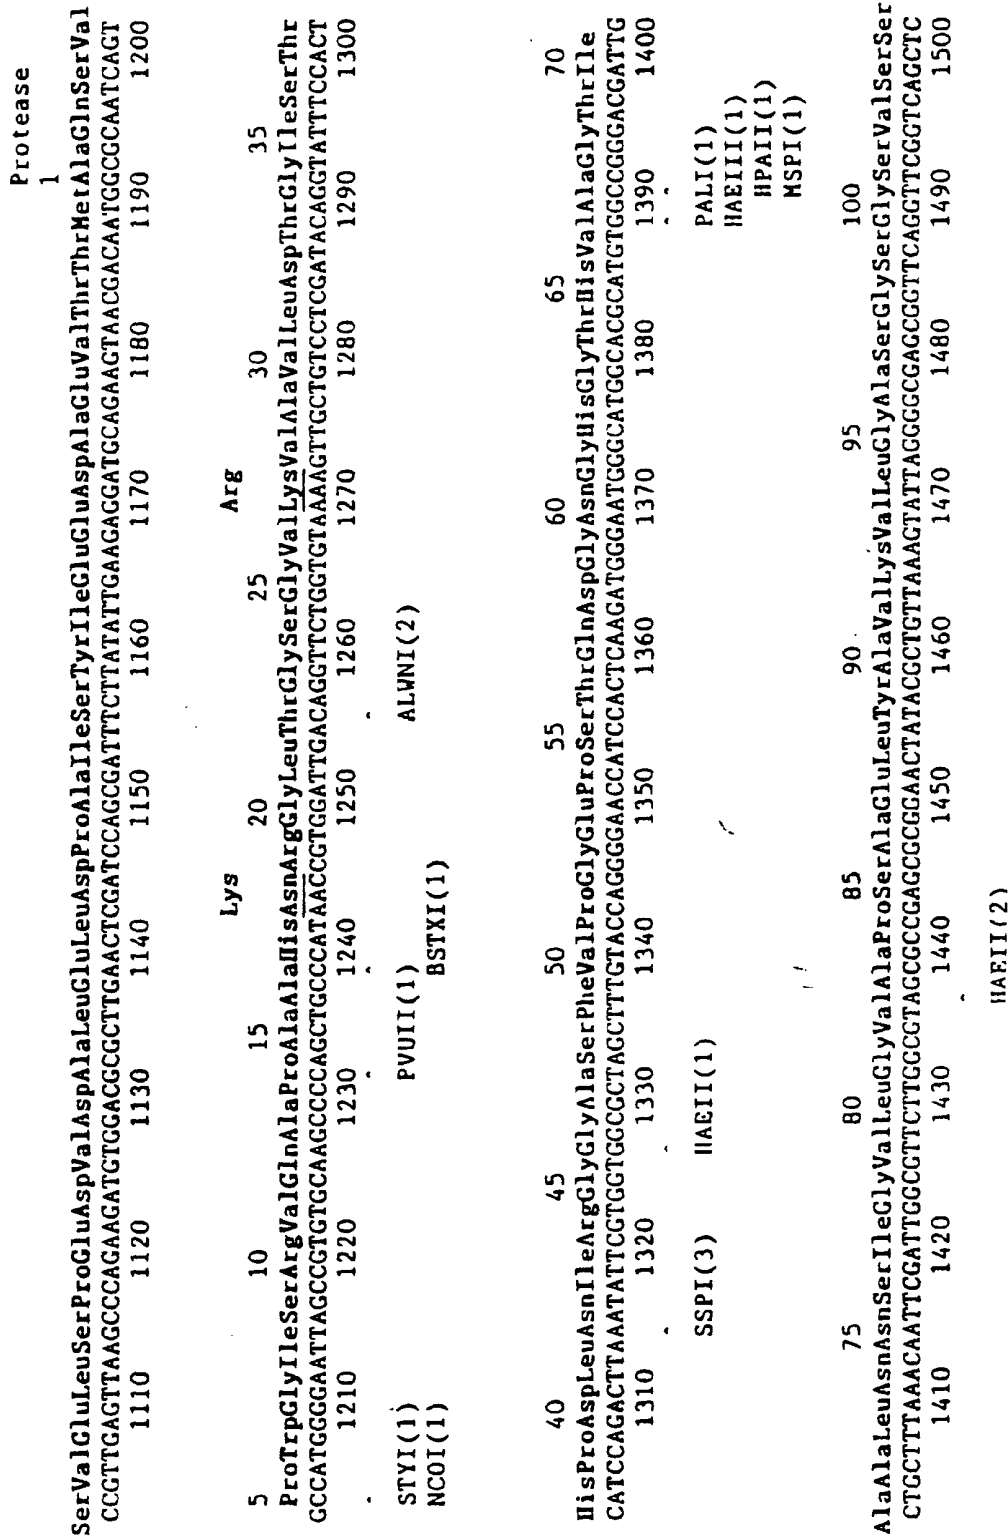 Protease
1
SerValGluLeuSerProGluAspValAspAlaLeuGluLeuAspProAlaIleSerTyrIleGluGluAspAlaGluValThrThrMetAlaGlnSerVal
CCGTTGAGTTAAGCCCAGAAGATGTGGACGCGCTTGAACTCGATCCAGCGATTTCTTATATTGAAGAGGATGCAGAAGTAACGACAATGGCGCAATCAGT
1110 1120 1130 1140 1150 1160 1170 1180 1190 1200
Lys Arg
5 10 15 20 25 30 35
ProTrpGlyIleSerArgValGlnAlaProAlaAlaHisAsnArgGlyLeuThrGlySerGlyValLysValAlaValLeuAspThrGlyIleSerThr
GCCATGGGGAATTAGCCGTGTGCAAGCCCCAGCTGCCCATAACCGTGGATTGACAGGTTCTGGTGTAAAAGTTGCTGTCCTCGATACAGGTATTTCCACT
1210 1220 1230 1240 1250 1260 1270 1280 1290 1300
STYI(1) PVUII(1) ALWNI(2)
NCOI(1) BSTXI(1)
40 45 50 55 60 65 70
HisProAspLeuAsnIleArgGlyGlyAlaSerPheValProGlyGluProSerThrGlnAspGlyAsnGlyHisGlyThrHisValAlaGlyThrIle
CATCCAGACTTAAATATTCGTGGTGGCGCTAGCTTTGTACCAGGGGAACCATCCACTCAAGATGGGAATGGGCATGGCACGCATGTGGCCGGGACGATTG
1310 1320 1330 1340 1350 1360 1370 1380 1390 1400
SSPI(3) HAEII(1) PALI(1)
HAEIII(1)
HPAII(1)
MSPI(1)
75 80 85 90 95 100
AlaAlaLeuAsnAsnSerIleGlyValLeuGlyValAlaProSerAlaGluLeuTyrAlaValLysValLeuGlyAlaSerGlySerGlySerValSerSer
CTGCTTTAAACAATTCGATTGGCGTTCTTGGCGTAGCGCCGAGCGCGGAACTATACGCTGTTAAAGTATTAGGGGCGAGCGGTTCAGGTTCGGTCAGCTC
1410 1420 1430 1440 1450 1460 1470 1480 1490 1500
HAEII(2)